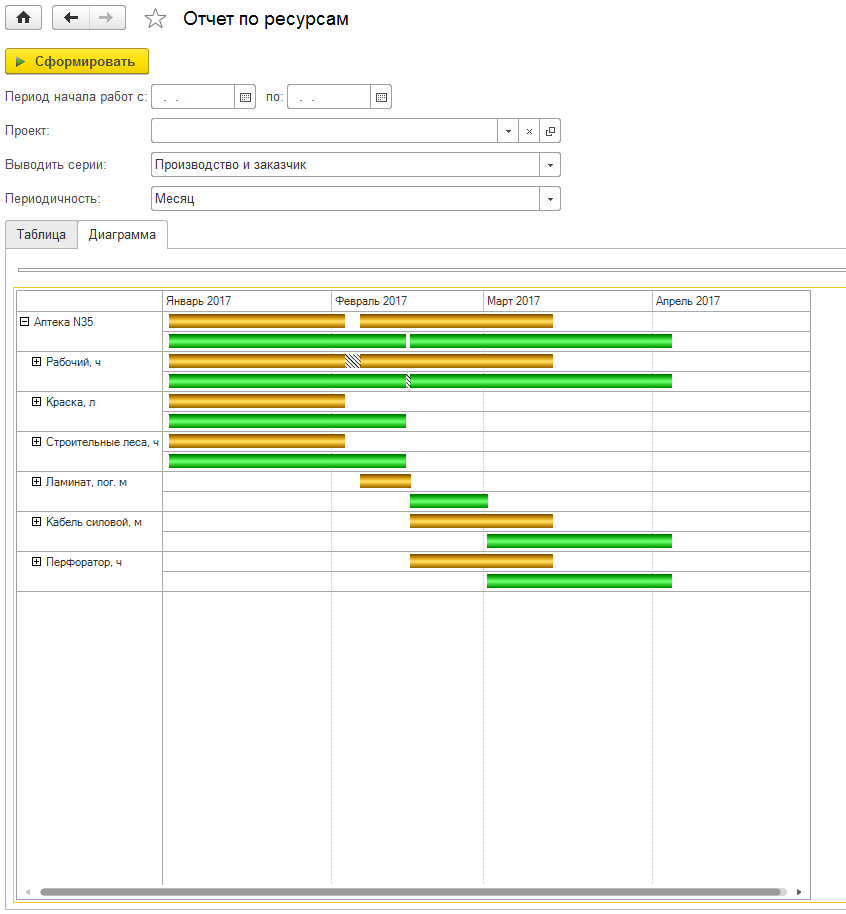 Отчет по ресурсам
Сформировать
Период начала работ с: . . по: . .
Проект:
Выводить серии: Производство и заказчик
Периодичность: Месяц
Таблица Диаграмма
Январь 2017 Февраль 2017 Март 2017 Апрель 2017
Аптека N35
Рабочий, ч
Краска, л
Строительные леса, ч
Ламинат, пог. м
Кабель силовой, м
Перфоратор, ч